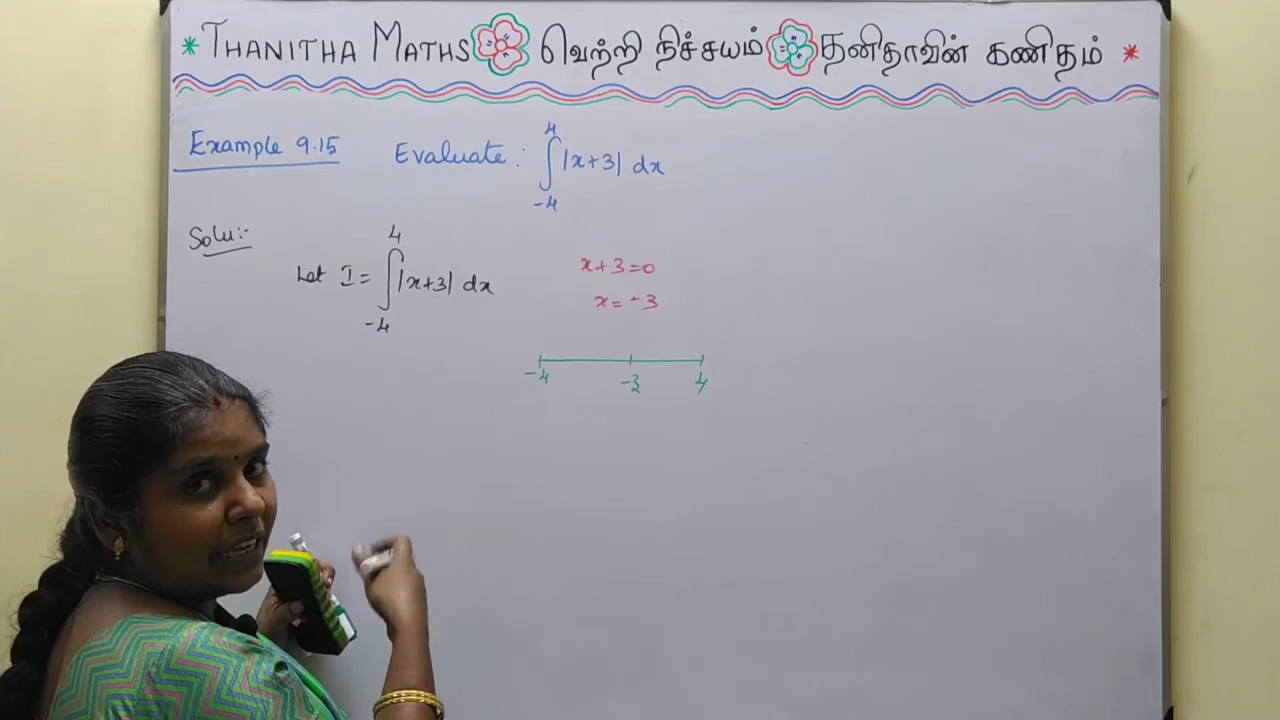 * THANITHA MATHS வெற்றி நிச்சயம் தனிதாவின் கணிதம் *
Example 9.15 Evaluate: ∫_{-4}^{4} |x+3| dx
Solu:-
Let I = ∫_{-4}^{4} |x+3| dx
x+3=0
x=-3
-4 -3 4